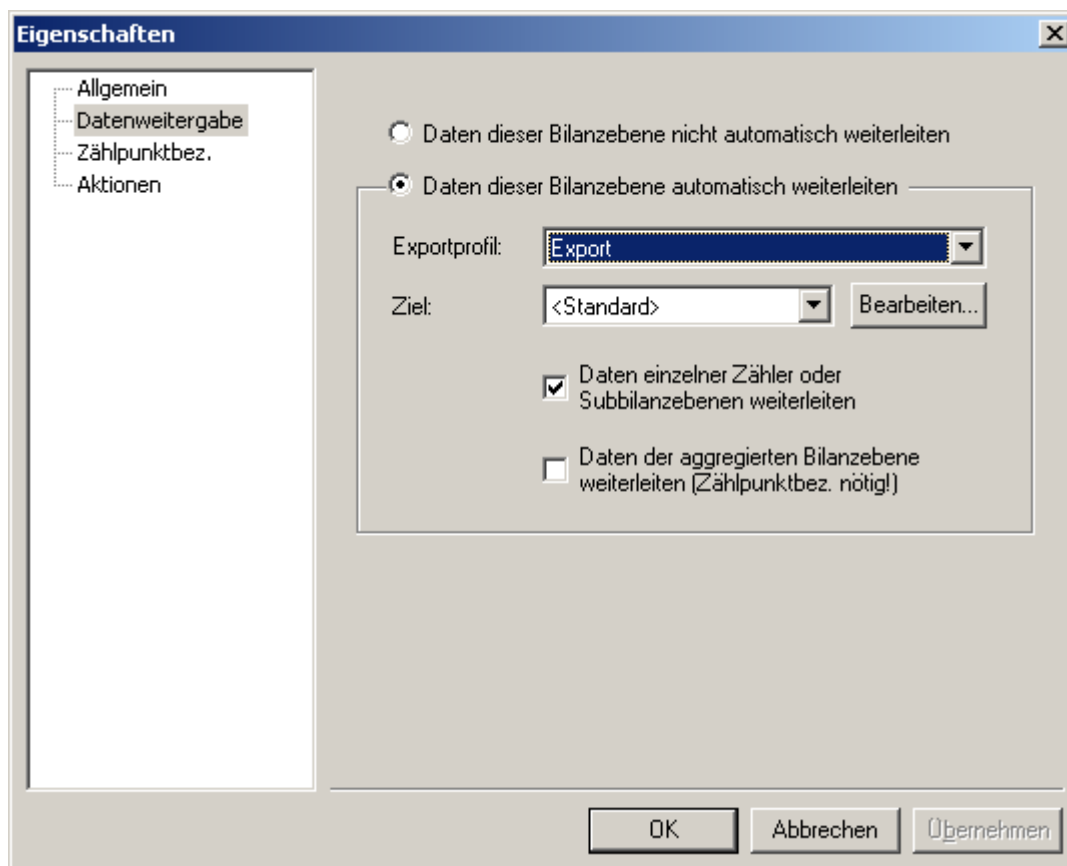 Eigenschaften
Allgemein
Datenweitergabe
Zählpunktbez.
Aktionen
Daten dieser Bilanzebene nicht automatisch weiterleiten
Daten dieser Bilanzebene automatisch weiterleiten
Exportprofil:
Export
Ziel:
<Standard>
Bearbeiten...
Daten einzelner Zähler oder
Subbilanzebenen weiterleiten
Daten der aggregierten Bilanzebene
weiterleiten (Zählpunktbez. nötig!)
OK
Abbrechen
Übernehmen